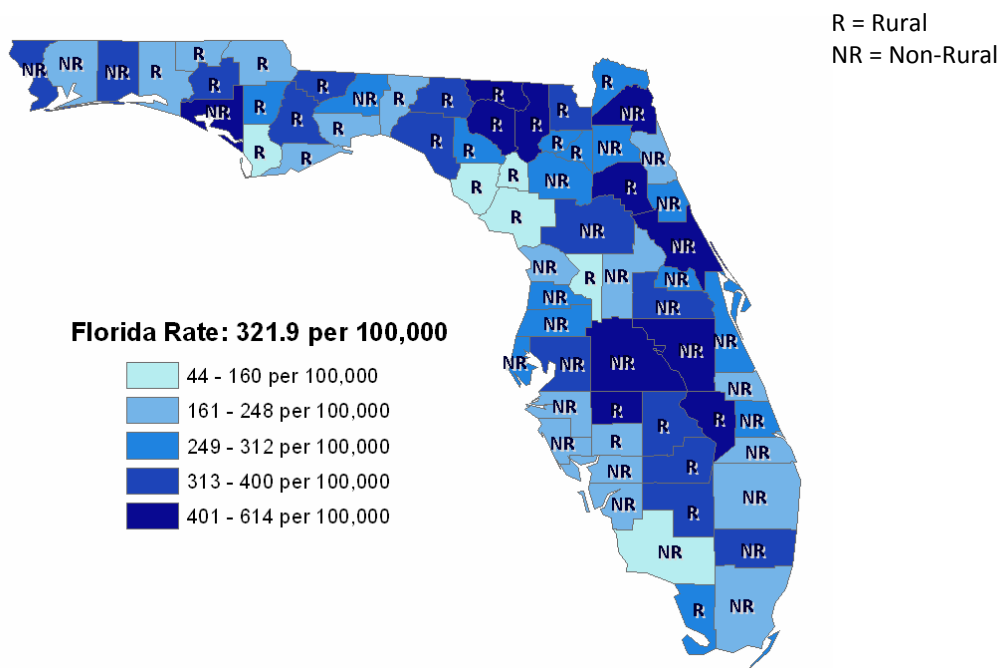 R = Rural
NR = Non-Rural
R
R
NR
NR
NR
R
R
R
R
R
NR
R
R
R
R
NR
R
NR
R
R
R
R
R
R
R
NR
R
R
R
R
NR
R
R
NR
R
NR
R
R
NR
R
NR
NR
NR
R
NR
NR
NR
NR
NR
Florida Rate: 321.9 per 100,000
NR
NR
NR
NR
NR
44 - 160 per 100,000
NR
161 - 248 per 100,000
NR
R
R
NR
R
249 - 312 per 100,000
NR
R
NR
313 - 400 per 100,000
R
NR
NR
NR
401 - 614 per 100,000
R
NR
NR
NR
R